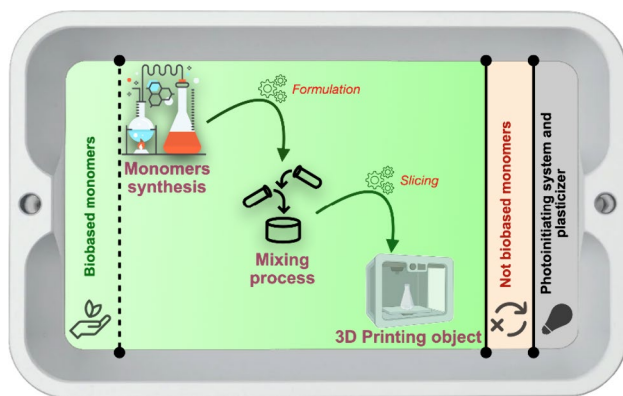 Biobased monomers
Monomers
synthesis
Formulation
Mixing
process
Slicing
3D Printing object
Not biobased monomers
Photoinitiating system and
plasticizer